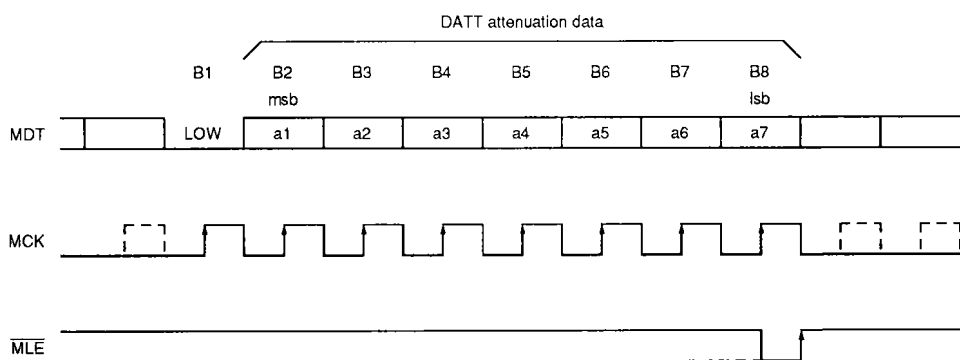 DATT attenuation data
B1 B2 B3 B4 B5 B6 B7 B8
msb lsb
MDT LOW a1 a2 a3 a4 a5 a6 a7
MCK
MLE